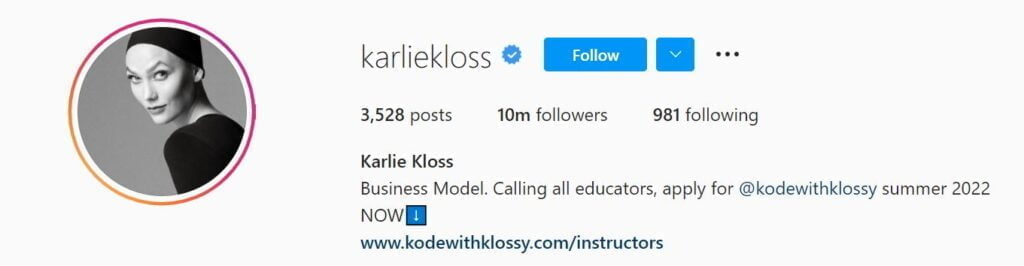 karliekloss Follow
3,528 posts 10m followers 981 following
Karlie Kloss
Business Model. Calling all educators, apply for @kodewithklossy summer 2022
NOW⬇️
www.kodewithklossy.com/instructors